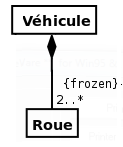 Véhicule
{frozen}
2..*
Roue